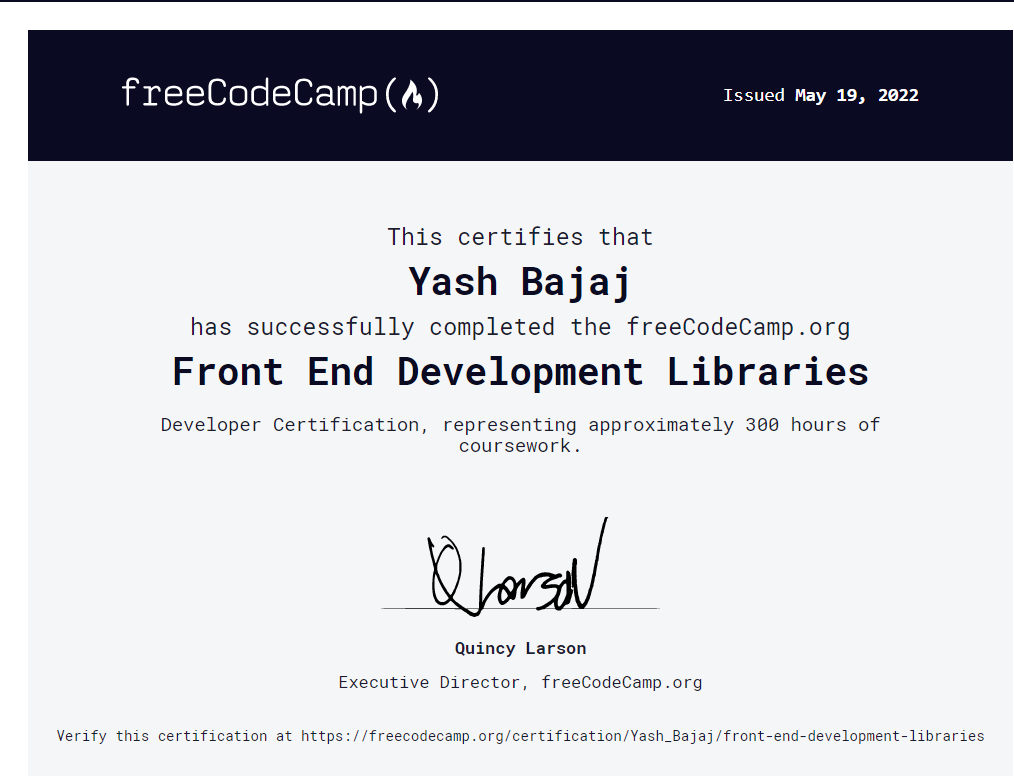 freeCodeCamp
Issued May 19, 2022
This certifies that
Yash Bajaj
has successfully completed the freeCodeCamp.org
Front End Development Libraries
Developer Certification, representing approximately 300 hours of
coursework.
Q Larson
Quincy Larson
Executive Director, freeCodeCamp.org
Verify this certification at https://freecodecamp.org/certification/Yash_Bajaj/front-end-development-libraries